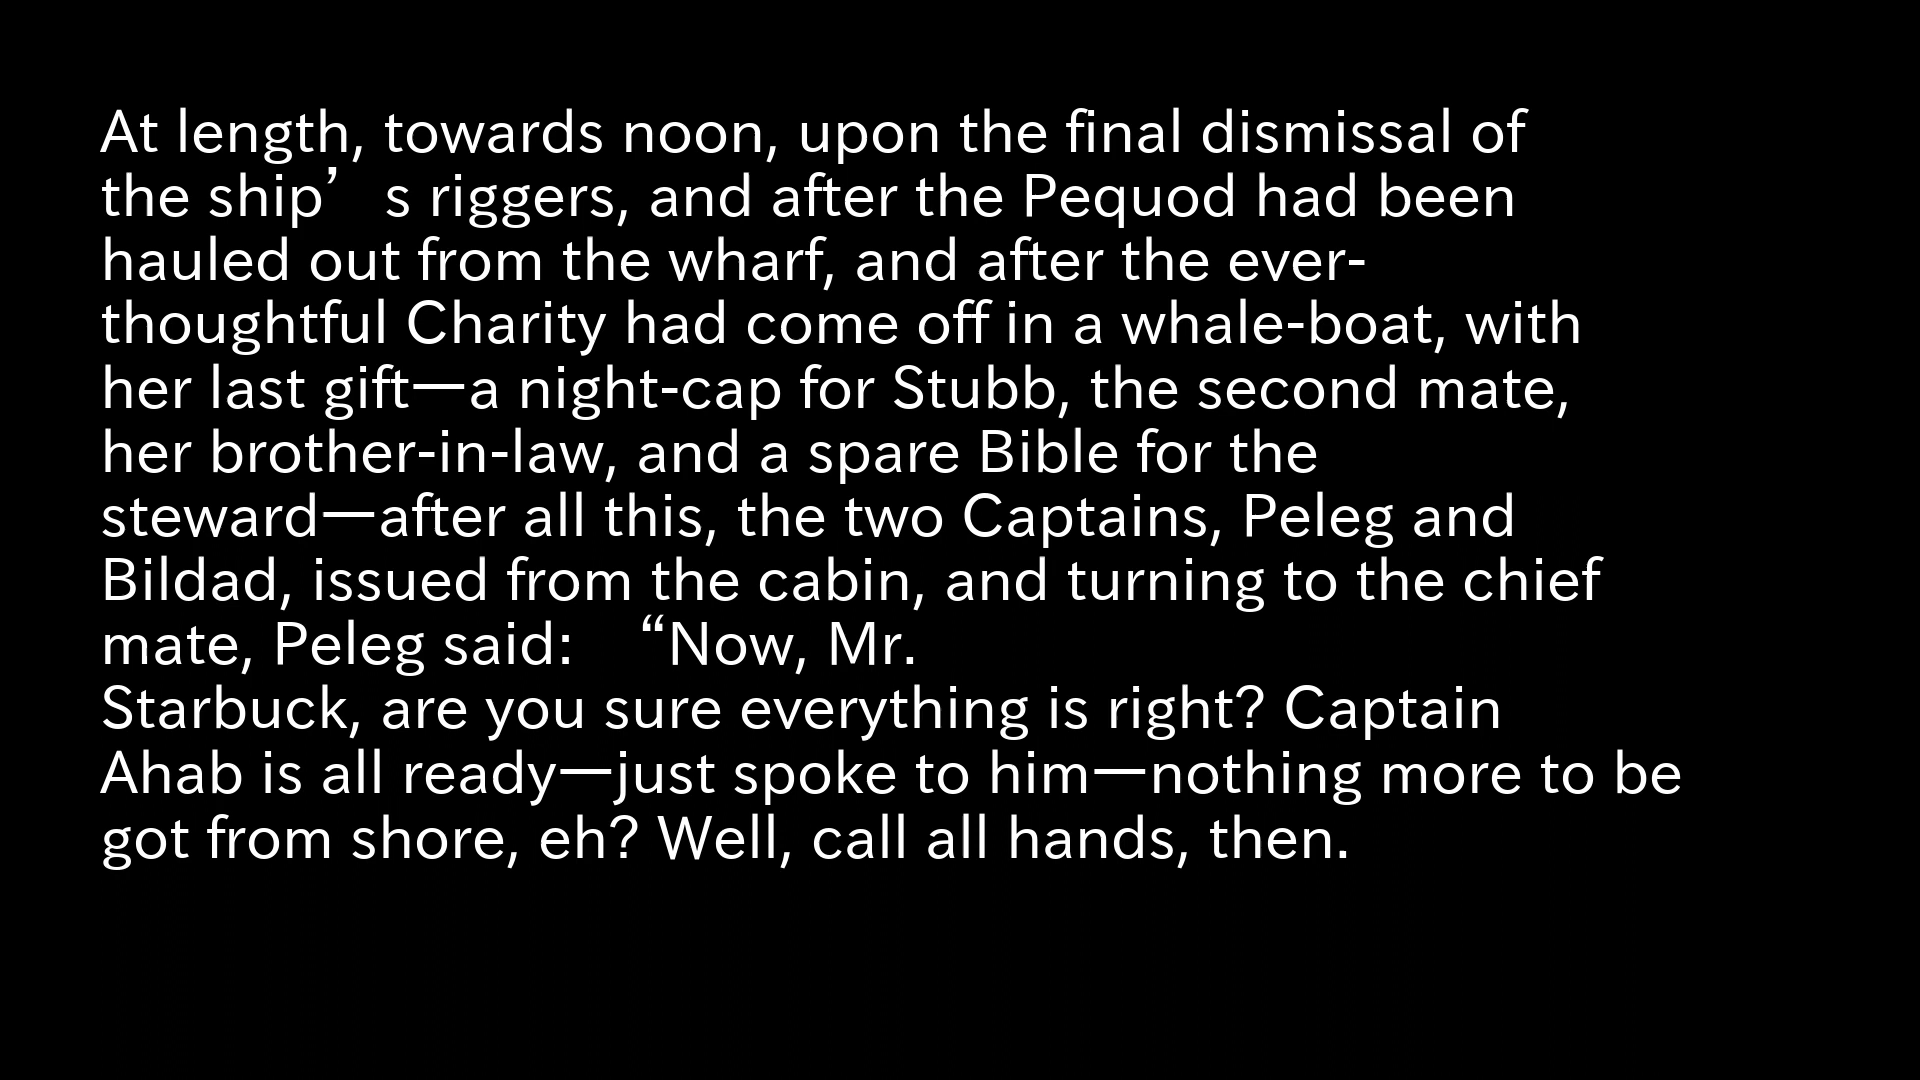 At length, towards noon, upon the final dismissal of
the ship’s riggers, and after the Pequod had been
hauled out from the wharf, and after the ever-
thoughtful Charity had come off in a whale-boat, with
her last gift—a night-cap for Stubb, the second mate,
her brother-in-law, and a spare Bible for the
steward—after all this, the two Captains, Peleg and
Bildad, issued from the cabin, and turning to the chief
mate, Peleg said: “Now, Mr.
Starbuck, are you sure everything is right? Captain
Ahab is all ready—just spoke to him—nothing more to be
got from shore, eh? Well, call all hands, then.